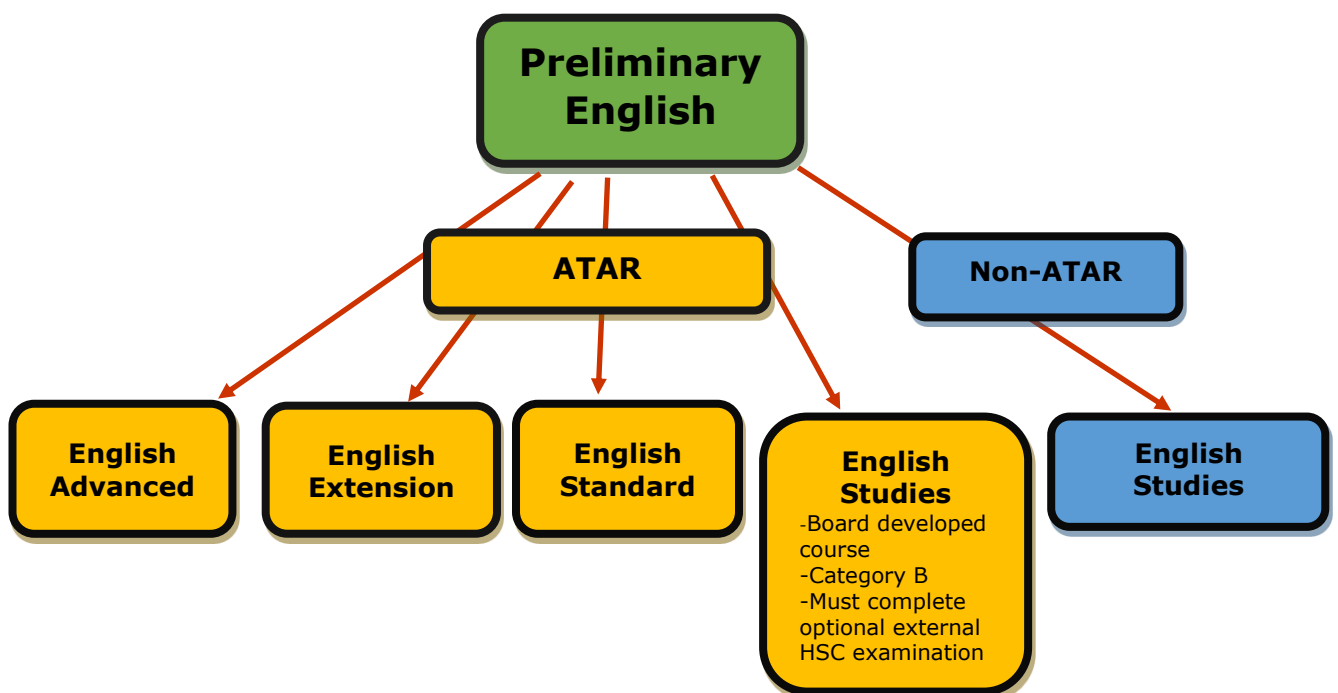 Preliminary
English
ATAR
Non-ATAR
English
Advanced
English
Extension
English
Standard
English
Studies
-Board developed
course
-Category B
-Must complete
optional external
HSC examination
English
Studies